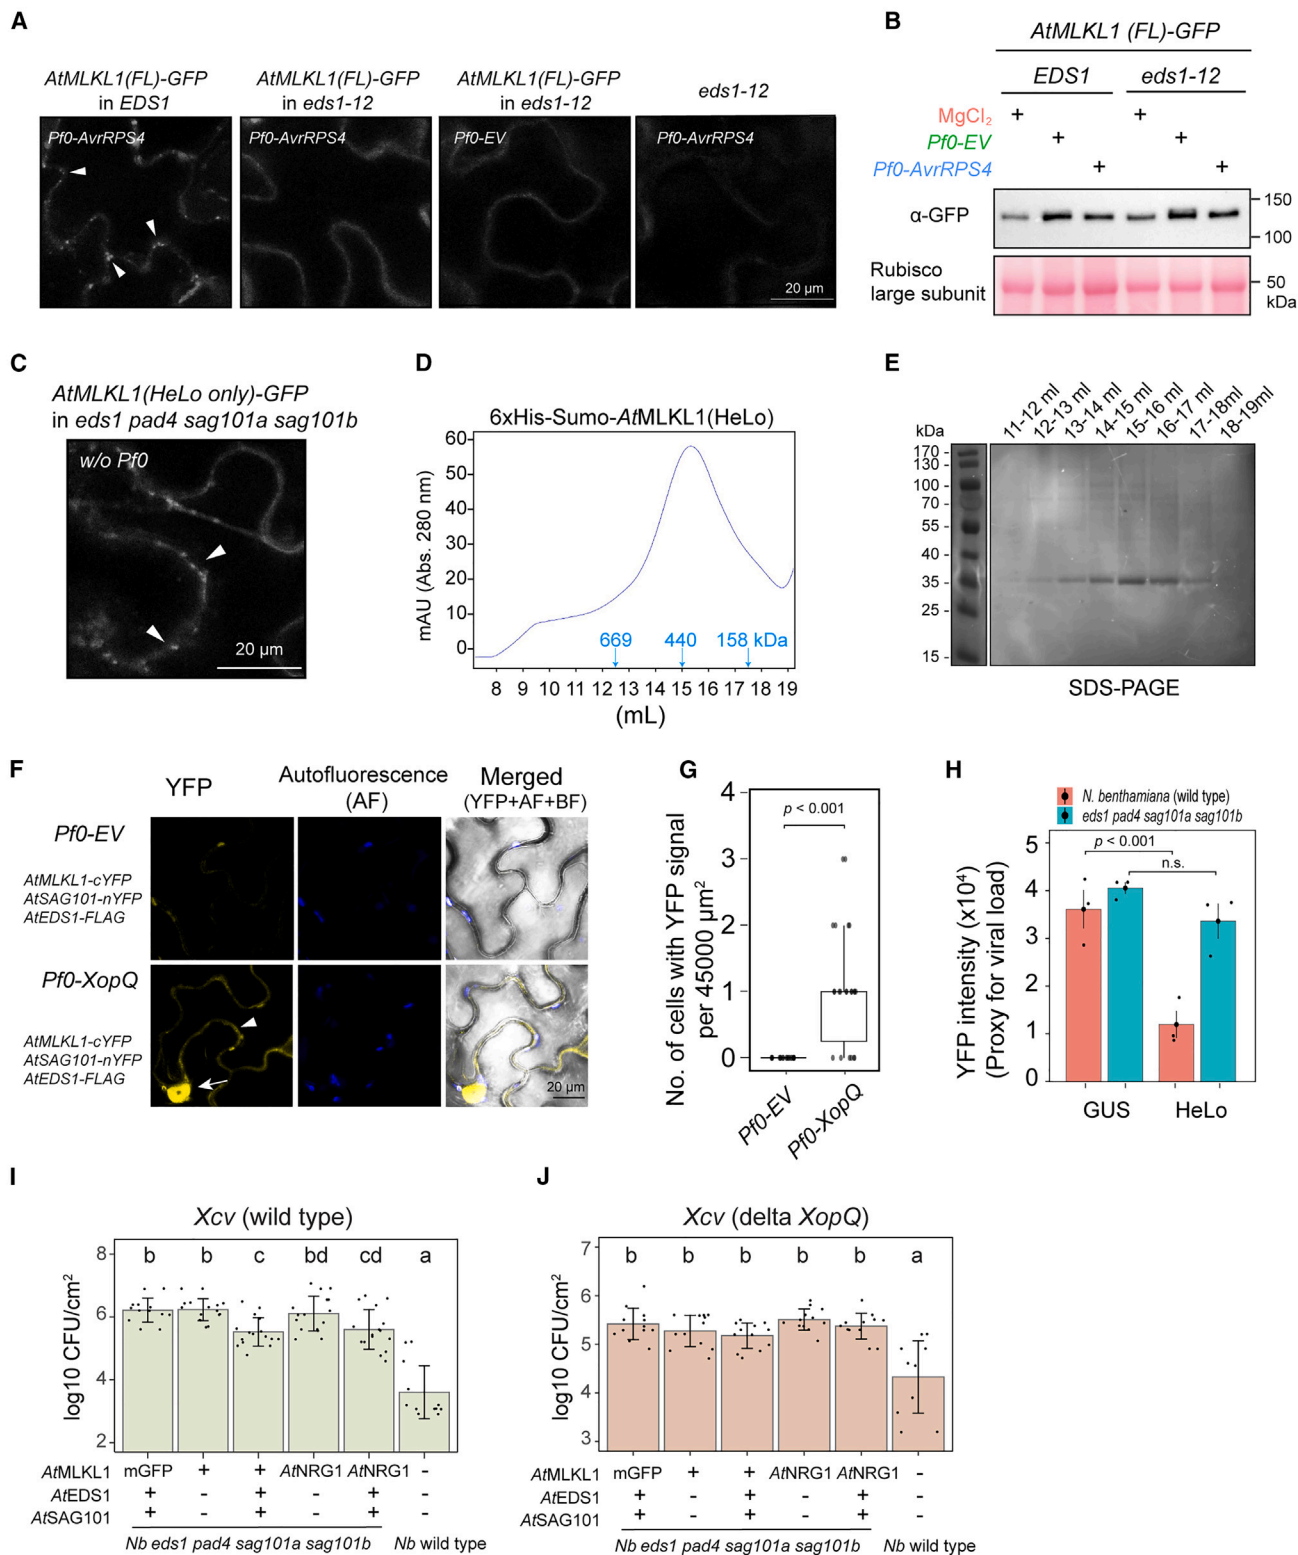 A
AtMLKL1(FL)-GFP
in EDS1
AtMLKL1(FL)-GFP
in eds1-12
AtMLKL1(FL)-GFP
in eds1-12
eds1-12
Pf0-AvrRPS4
Pf0-AvrRPS4
Pf0-EV
Pf0-AvrRPS4
20 µm
B
AtMLKL1 (FL)-GFP
EDS1
eds1-12
MgCl₂ + +
Pf0-EV + +
Pf0-AvrRPS4 + +
α-GFP
150
100
Rubisco
large subunit
50
kDa
C
AtMLKL1(HeLo only)-GFP
in eds1 pad4 sag101a sag101b
w/o Pf0
20 µm
D
6xHis-Sumo-AtMLKL1(HeLo)
mAU (Abs. 280 nm)
60
50
40
30
20
10
0
669 440 158 kDa
8 9 10 11 12 13 14 15 16 17 18 19
(mL)
E
kDa
11-12 ml
12-13 ml
13-14 ml
14-15 ml
15-16 ml
16-17 ml
17-18ml
18-19ml
170
130
100
70
55
40
35
25
15
SDS-PAGE
F
YFP
Autofluorescence
(AF)
Merged
(YFP+AF+BF)
Pf0-EV
AtMLKL1-cYFP
AtSAG101-nYFP
AtEDS1-FLAG
Pf0-XopQ
AtMLKL1-cYFP
AtSAG101-nYFP
AtEDS1-FLAG
20 µm
G
No. of cells with YFP signal
per 45000 µm²
4
3
2
1
0
p < 0.001
Pf0-EV
Pf0-XopQ
H
N. benthamiana (wild type)
eds1 pad4 sag101a sag101b
YFP intensity (x10⁴)
(Proxy for viral load)
5
4
3
2
1
0
p < 0.001
n.s.
GUS HeLo
I
Xcv (wild type)
log10 CFU/cm²
8
6
4
2
b b c bd cd a
AtMLKL1 mGFP + + AtNRG1 AtNRG1 -
AtEDS1 + - + - + -
AtSAG101 + - + - + -
Nb eds1 pad4 sag101a sag101b
Nb wild type
J
Xcv (delta XopQ)
log10 CFU/cm²
7
6
5
4
3
b b b b b a
AtMLKL1 mGFP + + AtNRG1 AtNRG1 -
AtEDS1 + - + - + -
AtSAG101 + - + - + -
Nb eds1 pad4 sag101a sag101b
Nb wild type